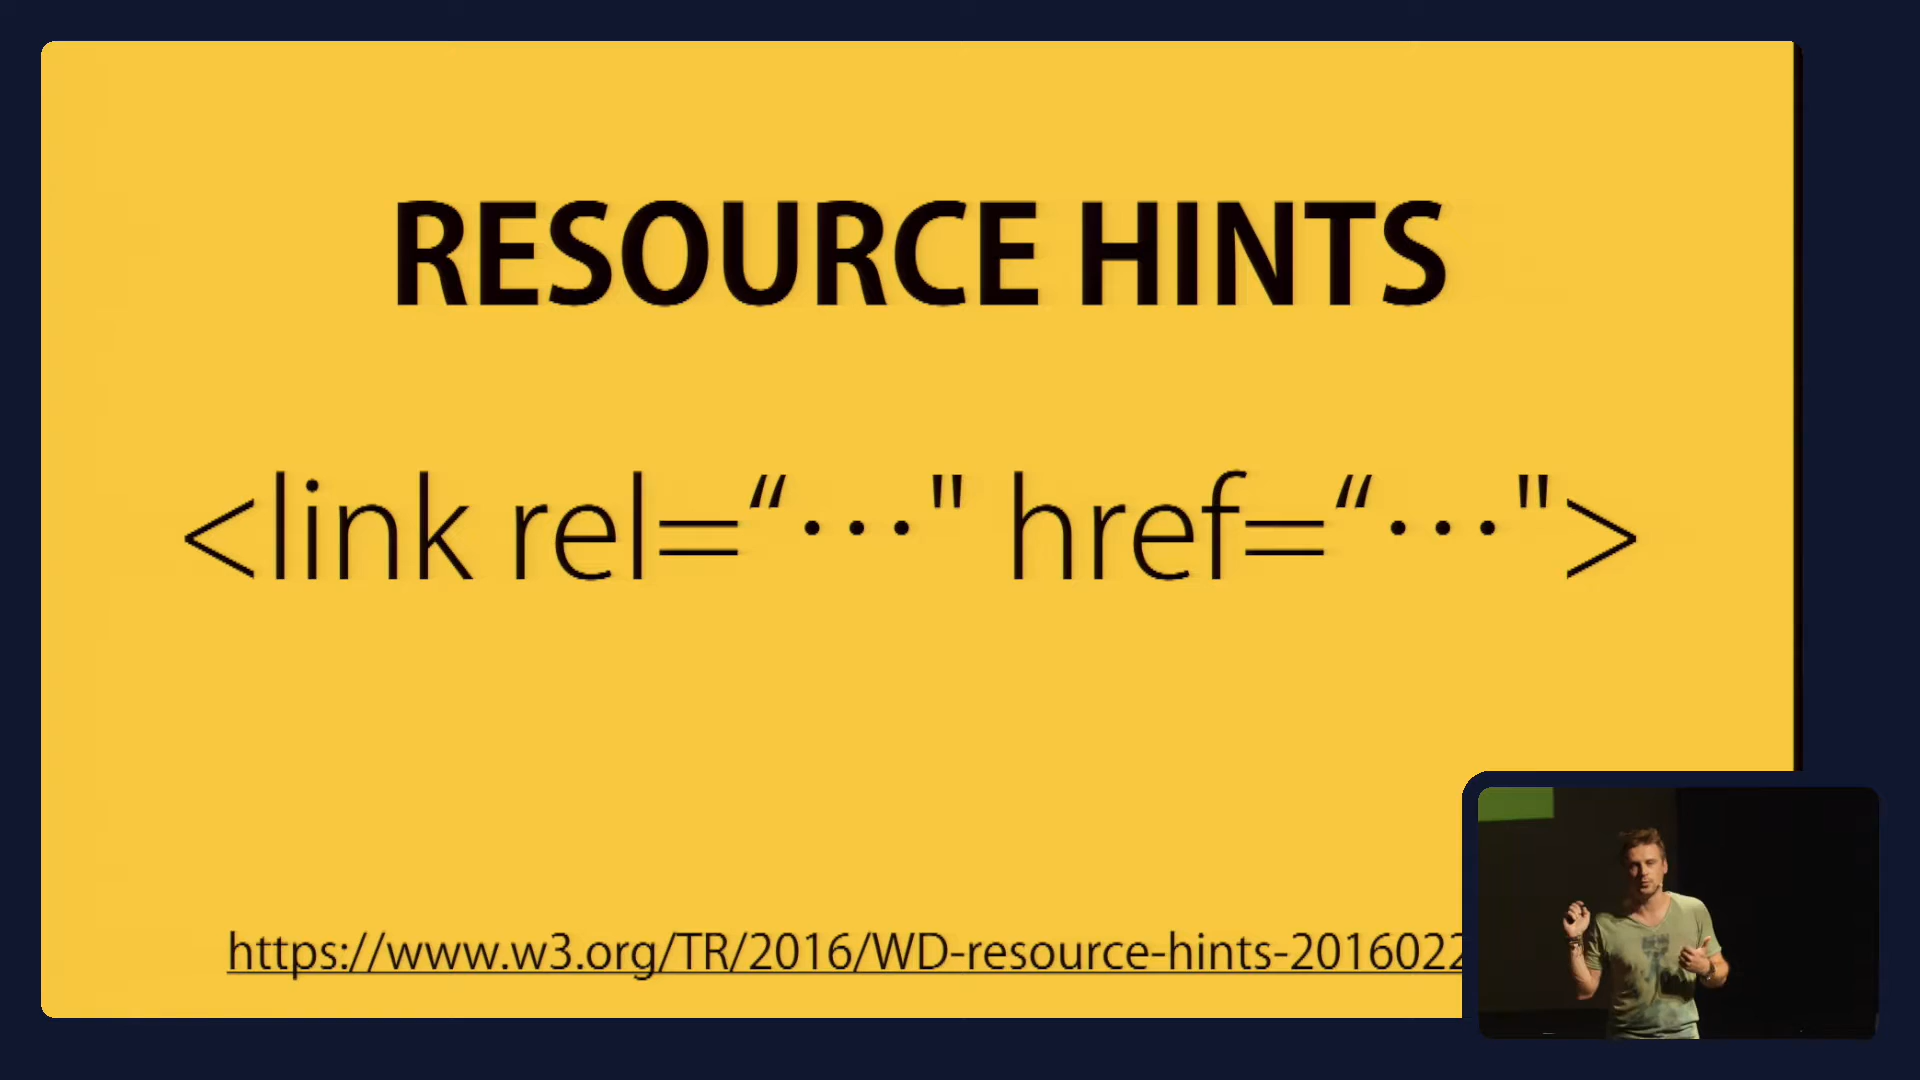 RESOURCE HINTS
<link rel=“···" href=“···">
https://www.w3.org/TR/2016/WD-resource-hints-2016022